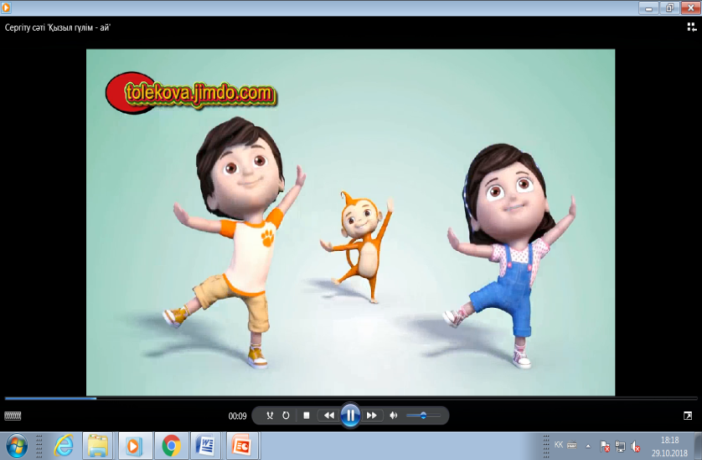 Сергіту сәті 'Қызыл гүлім - ай'
tolekova.jimdo.com
00:09
KK
18:18
29.10.2018